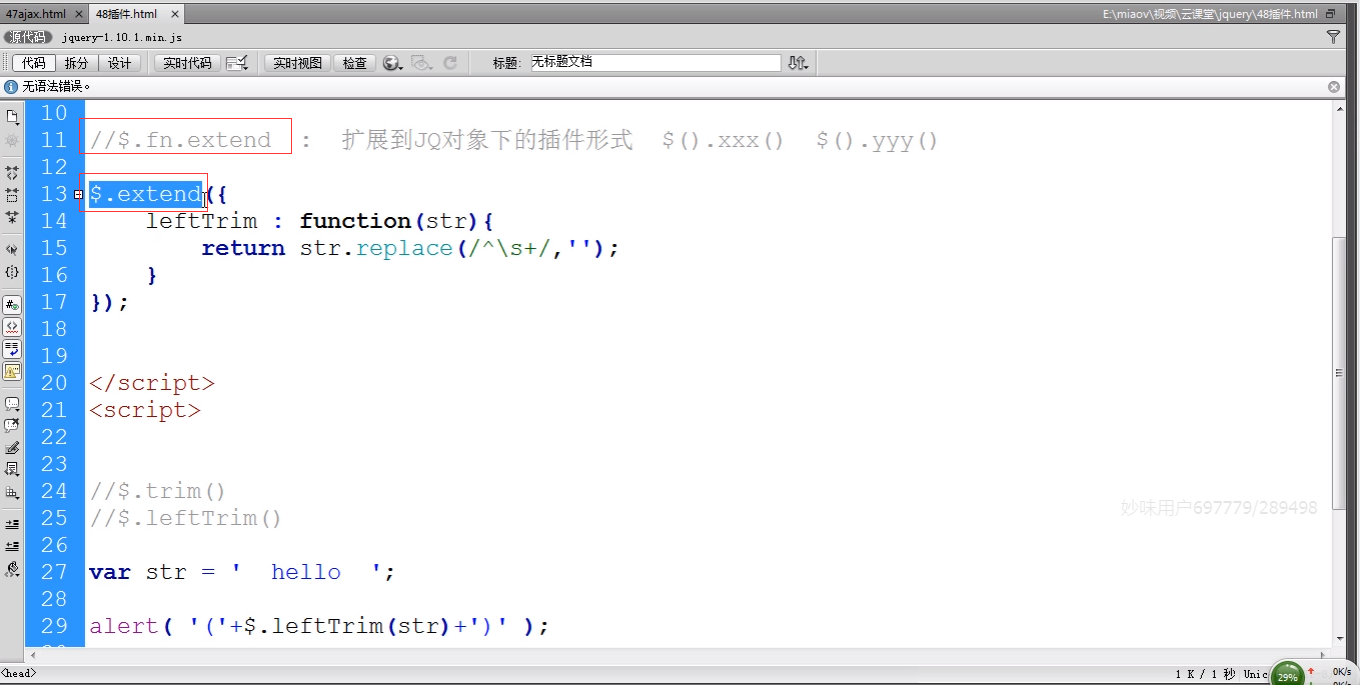 47ajax.html × 48插件.html × E:\miaov\视频\云课堂\jquery\48插件.html
源代码 jquery-1.10.1.min.js
代码 拆分 设计 实时代码 实时视图 检查 标题: 无标题文档
无语法错误。
10
11 //$.fn.extend : 扩展到JQ对象下的插件形式 $().xxx() $().yyy()
12
13 $.extend({
14 leftTrim : function(str){
15 return str.replace(/^\s+/,'');
16 }
17 });
18
19
20 </script>
21 <script>
22
23
24 //$.trim()
25 //$.leftTrim()
妙味用户697779/289498
26
27 var str = '  hello  ';
28
29 alert( '('+$.leftTrim(str)+')' );
<head> 1 K / 1 秒 Unic 29% 0K/s